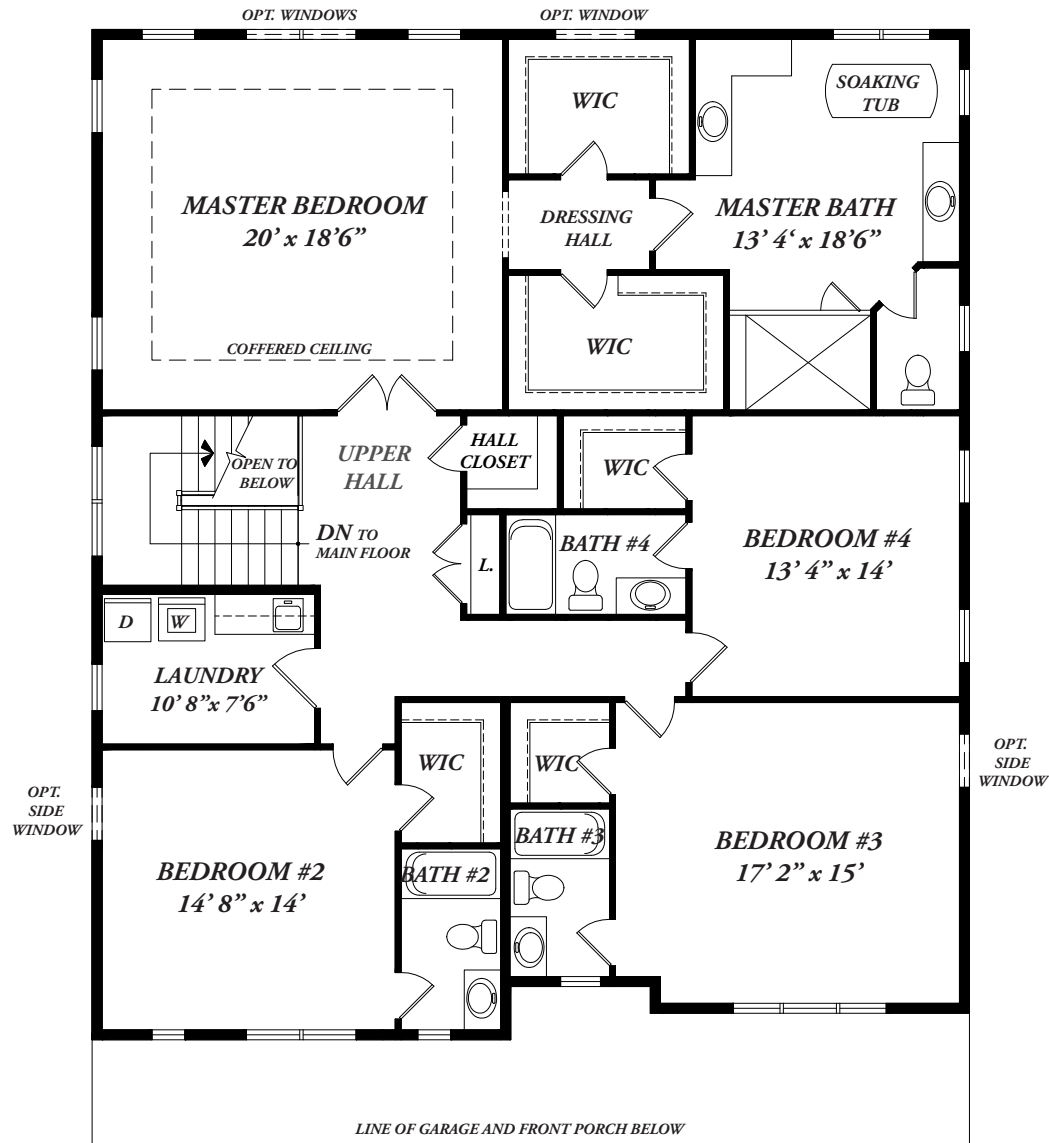 OPT. WINDOWS
OPT. WINDOW
WIC
SOAKING
TUB
MASTER BEDROOM
20’ x 18’6”
DRESSING
HALL
MASTER BATH
13’ 4‘ x 18’6”
COFFERED CEILING
WIC
UPPER
HALL
HALL
CLOSET
WIC
OPEN TO
BELOW
DN TO
MAIN FLOOR
L.
BATH #4
BEDROOM #4
13’ 4” x 14’
D
W
LAUNDRY
10’ 8”x 7’6”
WIC
WIC
OPT.
SIDE
WINDOW
OPT.
SIDE
WINDOW
BEDROOM #2
14’ 8” x 14’
BATH #2
BATH #3
BEDROOM #3
17’ 2” x 15’
LINE OF GARAGE AND FRONT PORCH BELOW